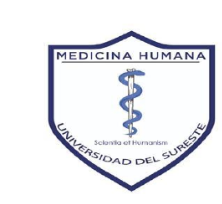 MEDICINA HUMANA
Scientia et Humanism
UNIVERSIDAD DEL SURESTE